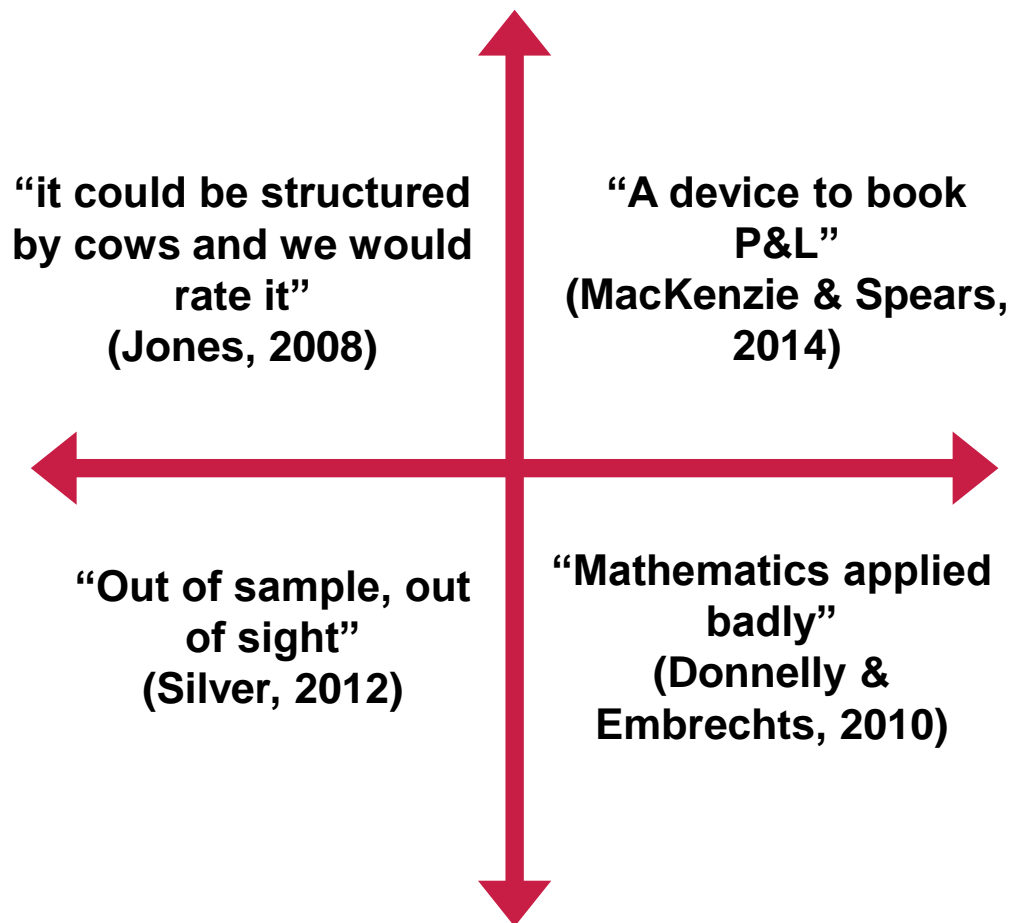 “it could be structured
by cows and we would
rate it”
(Jones, 2008)
“A device to book
P&L”
(MacKenzie & Spears,
2014)
“Out of sample, out
of sight”
(Silver, 2012)
“Mathematics applied
badly”
(Donnelly &
Embrechts, 2010)